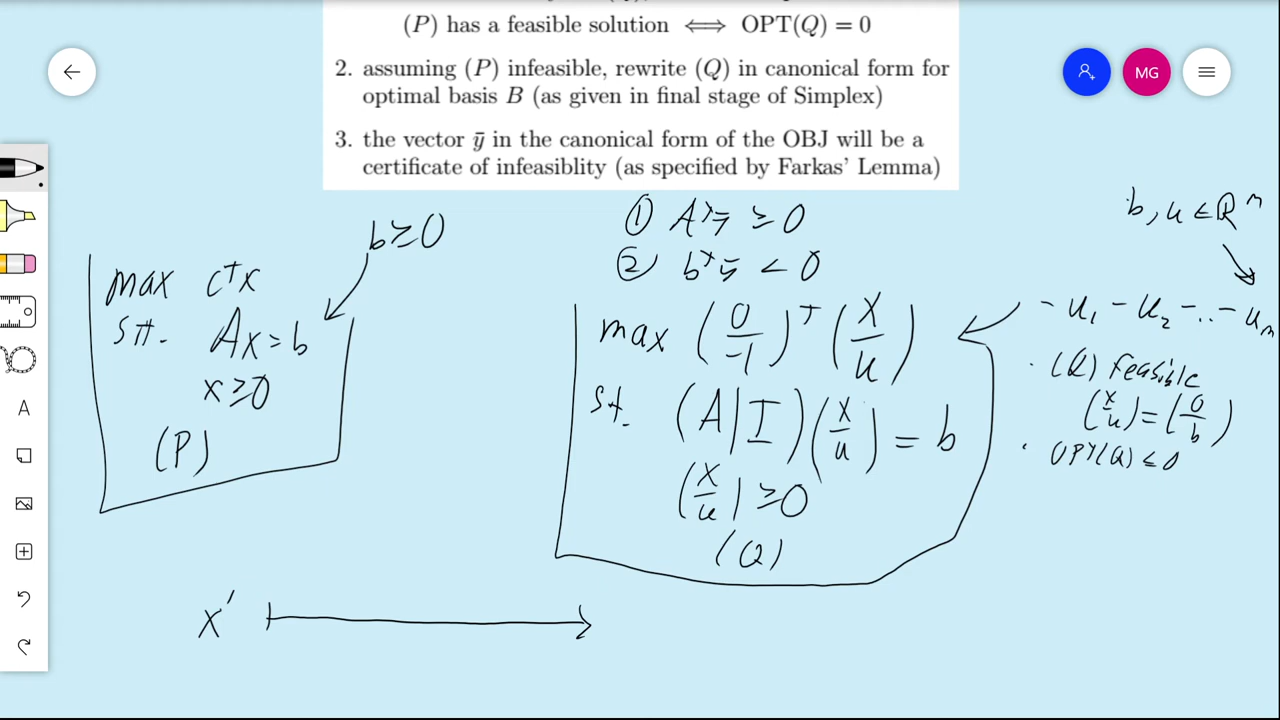 (P) has a feasible solution ⟺ OPT(Q) = 0
2. assuming (P) infeasible, rewrite (Q) in canonical form for
optimal basis B (as given in final stage of Simplex)
3. the vector ȳ in the canonical form of the OBJ will be a
certificate of infeasiblity (as specified by Farkas' Lemma)
MG
A
b ≥ 0
max cᵀx
st. Ax = b
x ≥ 0
(P)
① Aᵀȳ ≥ 0
② bᵀȳ < 0
max (0/-1)ᵀ (x/u)
st. (A|I)(x/u) = b
(x/u) ≥ 0
(Q)
b, u ∈ ℝᵐ
-u₁ -u₂ -..-uₘ
· (Q) feasible
(x/u) = (0/b)
· OPT(Q) ≤ 0
x'